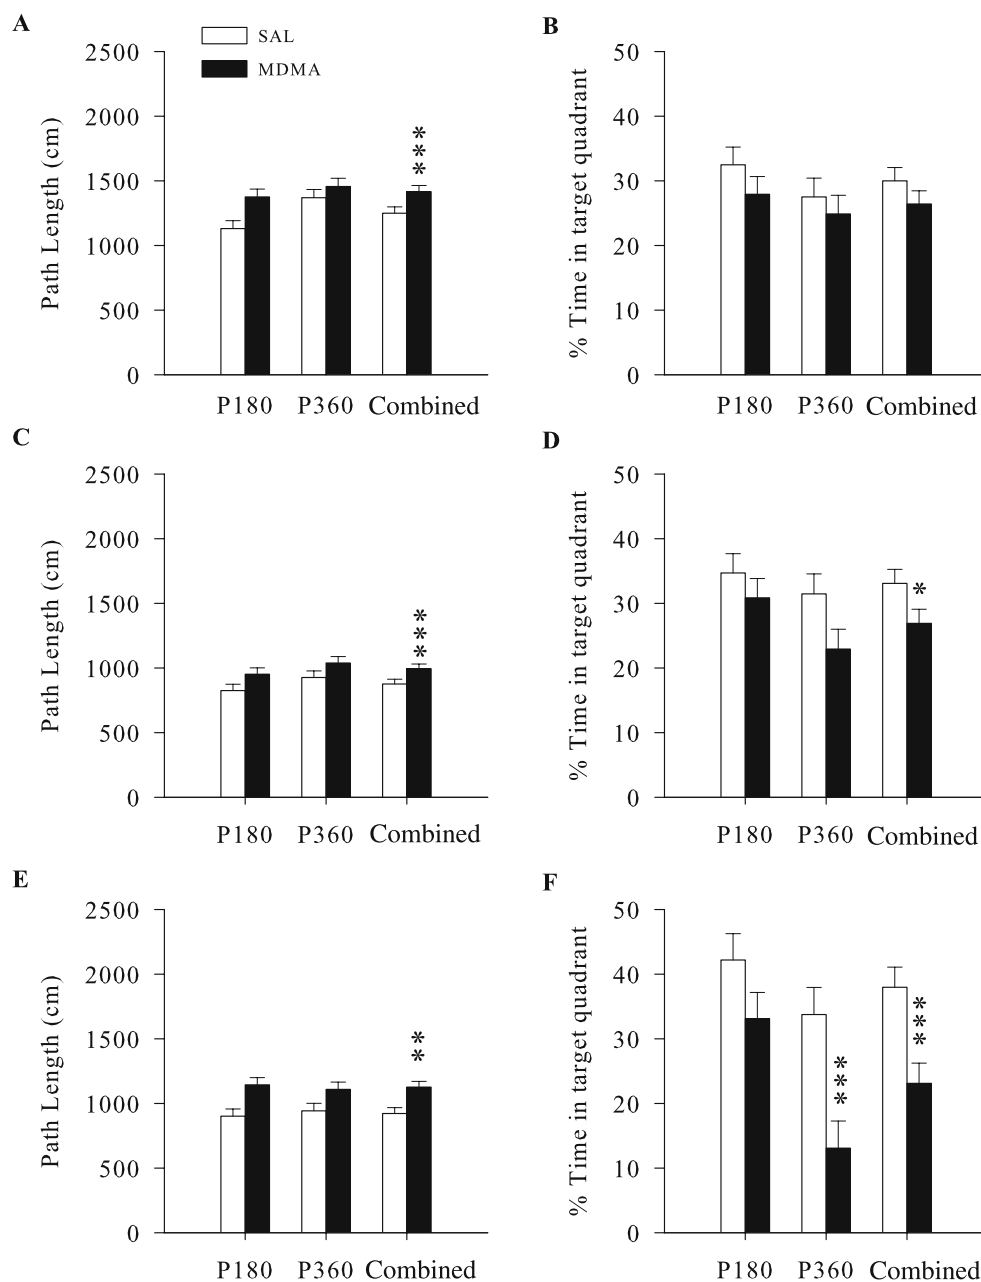 A
SAL
MDMA
2500
2000
1500
1000
500
0
Path Length (cm)
***
P180 P360 Combined
B
50
40
30
20
10
0
% Time in target quadrant
P180 P360 Combined
C
2500
2000
1500
1000
500
0
Path Length (cm)
***
P180 P360 Combined
D
50
40
30
20
10
0
% Time in target quadrant
*
P180 P360 Combined
E
2500
2000
1500
1000
500
0
Path Length (cm)
**
P180 P360 Combined
F
50
40
30
20
10
0
% Time in target quadrant
***
***
P180 P360 Combined